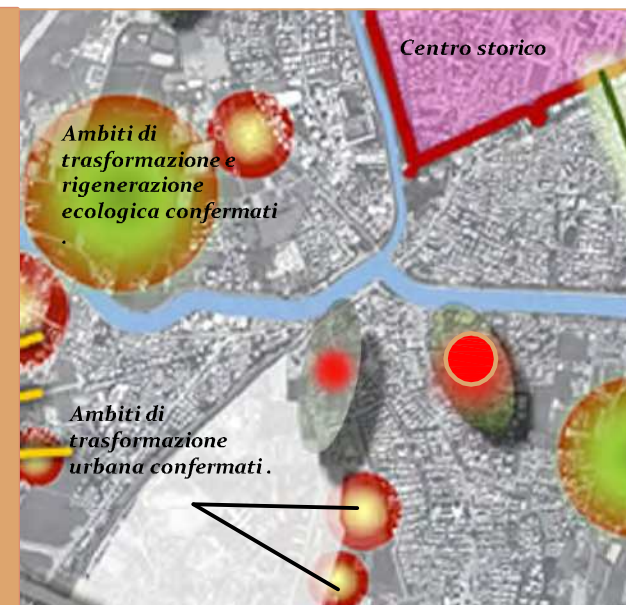 Centro storico
Ambiti di
trasformazione e
rigenerazione
ecologica confermati
.
Ambiti di
trasformazione
urbana confermati .